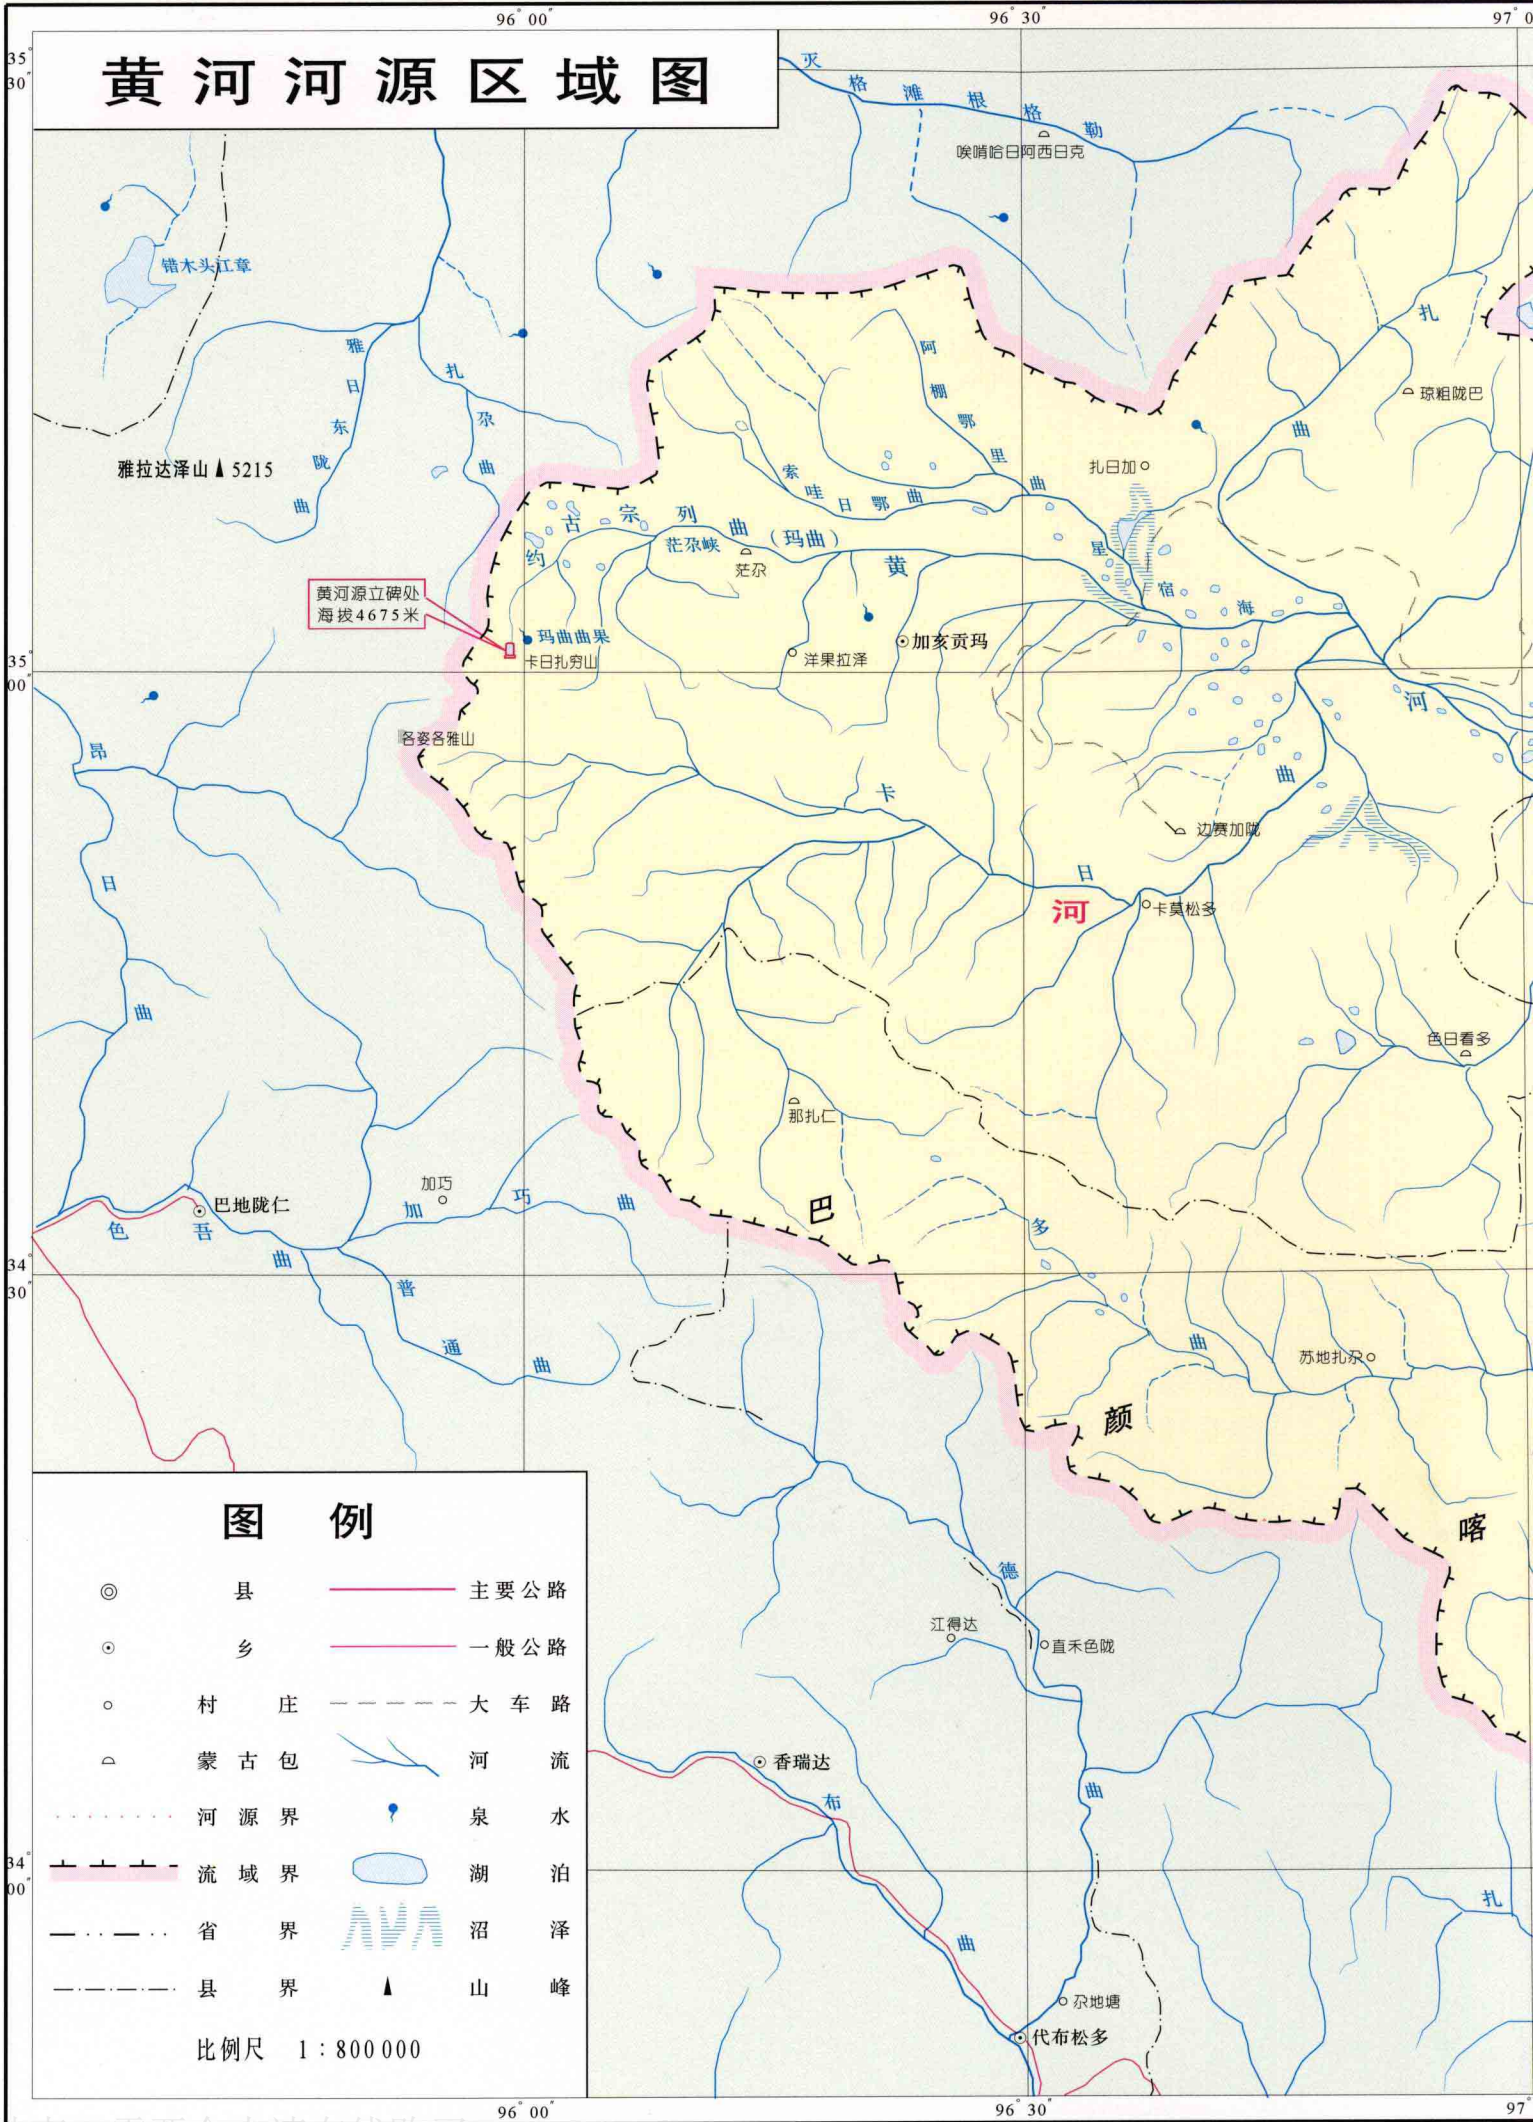 96° 00″
96° 30″
97° 0
35°
30″
黄河河源区域图
灭格滩根格勒
唉啃哈日阿西日克
错木头江章
雅日东陇曲
扎尕曲
雅拉达泽山 5215
阿棚鄂里曲
索哇日鄂曲
扎曲
琼粗陇巴
扎日加
约古宗列曲(玛曲)
茫尕峡
茫尕
黄河
星宿海
黄河源立碑处
海拔4675米
玛曲曲果
卡日扎穷山
洋果拉泽
加亥贡玛
35°
00″
各姿各雅山
昂日曲
卡日曲
边赛加陇
河
卡莫松多
色日看多
那扎仁
加巧
加巧曲
巴地陇仁
色吾曲
普通曲
巴颜喀
多曲
34°
30″
苏地扎尕
图例
县
主要公路
乡
一般公路
村庄
大车路
蒙古包
河流
河源界
泉水
流域界
湖泊
省界
沼泽
县界
山峰
比例尺 1:800 000
德曲
江得达
直禾色陇
香瑞达
布曲
34°
00″
扎
尕地塘
代布松多
96° 00″
96° 30″
97°